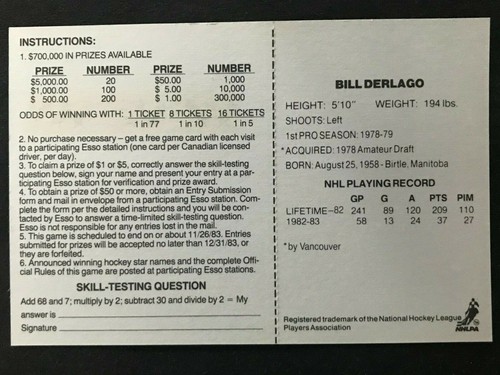 INSTRUCTIONS:
1. $700,000 IN PRIZES AVAILABLE
PRIZE NUMBER PRIZE NUMBER
$5,000.00 20 $50.00 1,000
$1,000.00 100 $ 5.00 10,000
$ 500.00 200 $ 1.00 300,000
ODDS OF WINNING WITH: 1 TICKET 8 TICKETS 16 TICKETS
1 in 77 1 in 10 1 in 5
2. No purchase necessary – get a free game card with each visit
to a participating Esso station (one card per Canadian licensed
driver, per day).
3. To claim a prize of $1 or $5, correctly answer the skill-testing
question below, sign your name and present your entry at a par-
ticipating Esso station for verification and prize award.
4. To obtain a prize of $50 or more, obtain an Entry Submission
form and mail in envelope from a participating Esso station. Com-
plete the form per the detailed instructions and you will be con-
tacted by Esso to answer a time-limited skill-testing question.
Esso is not responsible for any entries lost in the mail.
5. This game is scheduled to end on or about 11/26/83. Entries
submitted for prizes will be accepted no later than 12/31/83, or
they are forfeited.
6. Announced winning hockey star names and the complete Offi-
cial Rules of this game are posted at participating Esso stations.
SKILL-TESTING QUESTION
Add 68 and 7; multiply by 2; subtract 30 and divide by 2 = My
answer is
Signature
BILL DERLAGO
HEIGHT: 5'10" WEIGHT: 194 lbs.
SHOOTS: Left
1st PRO SEASON: 1978-79
*ACQUIRED: 1978 Amateur Draft
BORN: August 25, 1958 - Birtle, Manitoba
NHL PLAYING RECORD
GP G A PTS PIM
LIFETIME–82 241 89 120 209 110
1982-83 58 13 24 37 27
*by Vancouver
Registered trademark of the National Hockey League
Players Association
NHLPA